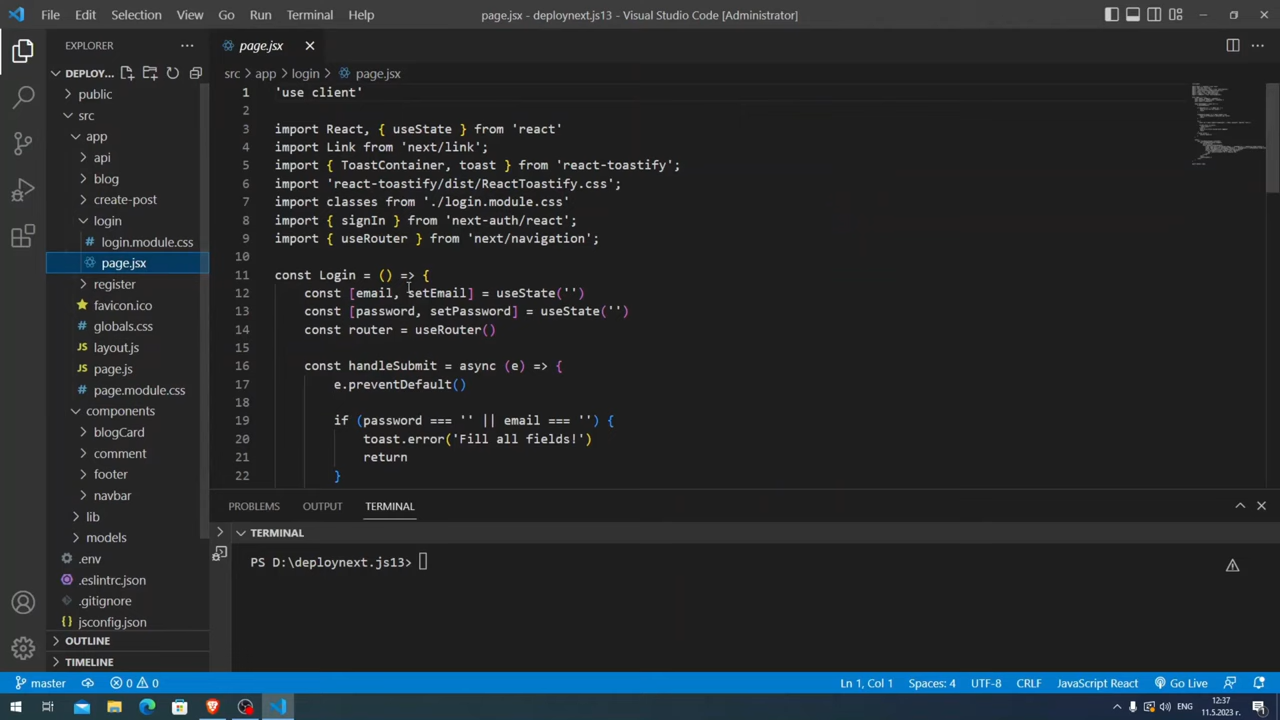 File Edit Selection View Go Run Terminal Help page.jsx - deploynext.js13 - Visual Studio Code [Administrator]
EXPLORER
page.jsx
DEPLOY...
src > app > login > page.jsx
public
src
app
api
blog
create-post
login
login.module.css
page.jsx
register
favicon.ico
globals.css
layout.js
page.js
page.module.css
components
blogCard
comment
footer
navbar
lib
models
.env
.eslintrc.json
.gitignore
jsconfig.json
OUTLINE
TIMELINE
1 'use client'
2
3 import React, { useState } from 'react'
4 import Link from 'next/link';
5 import { ToastContainer, toast } from 'react-toastify';
6 import 'react-toastify/dist/ReactToastify.css';
7 import classes from './login.module.css'
8 import { signIn } from 'next-auth/react';
9 import { useRouter } from 'next/navigation';
10
11 const Login = () => {
12 const [email, setEmail] = useState('')
13 const [password, setPassword] = useState('')
14 const router = useRouter()
15
16 const handleSubmit = async (e) => {
17 e.preventDefault()
18
19 if (password === '' || email === '') {
20 toast.error('Fill all fields!')
21 return
22 }
PROBLEMS OUTPUT TERMINAL
TERMINAL
PS D:\deploynext.js13>
master 0 0 Ln 1, Col 1 Spaces: 4 UTF-8 CRLF JavaScript React Go Live
ENG
12:37
11.5.2023 г.
1